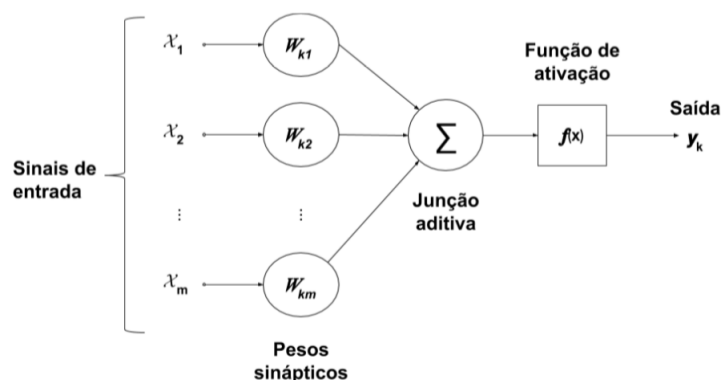 Sinais de
entrada
𝒳1
𝒳2
⋮
𝒳m
Wk1
Wk2
⋮
Wkm
Pesos
sinápticos
Σ
Junção
aditiva
Função de
ativação
f(x)
Saída
yk